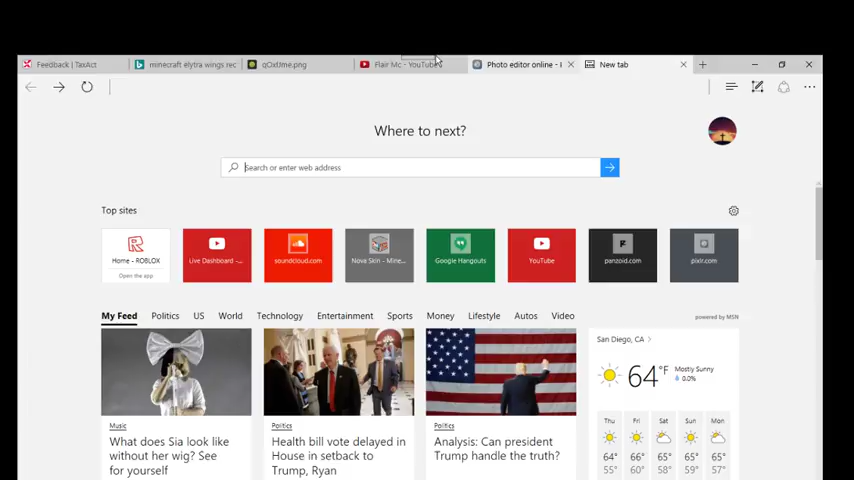 Feedback | TaxAct
minecraft elytra wings rec
qOxUme.png
Flair Mc - YouTube
Photo editor online - 
New tab
Where to next?
Search or enter web address
Top sites
Home - ROBLOX
Open the app
Live Dashboard -...
soundcloud.com
Nova Skin - Mine...
Google Hangouts
YouTube
panzoid.com
pixlr.com
My Feed
Politics
US
World
Technology
Entertainment
Sports
Money
Lifestyle
Autos
Video
powered by MSN
Music
What does Sia look like
without her wig? See
for yourself
Politics
Health bill vote delayed in
House in setback to
Trump, Ryan
Politics
Analysis: Can president
Trump handle the truth?
San Diego, CA
64°F
Mostly Sunny
0.0%
Thu Fri Sat Sun Mon
64° 66° 65° 65° 65°
55° 60° 58° 59° 57°